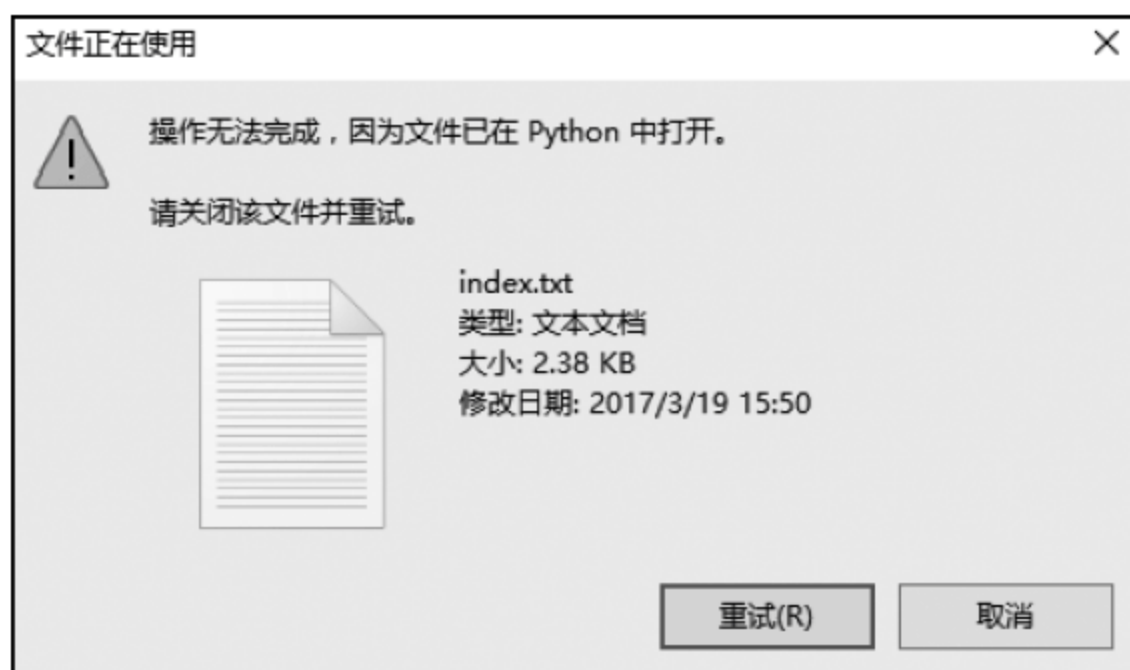 文件正在使用
操作无法完成，因为文件已在 Python 中打开。
请关闭该文件并重试。
index.txt
类型: 文本文档
大小: 2.38 KB
修改日期: 2017/3/19 15:50
重试(R)
取消